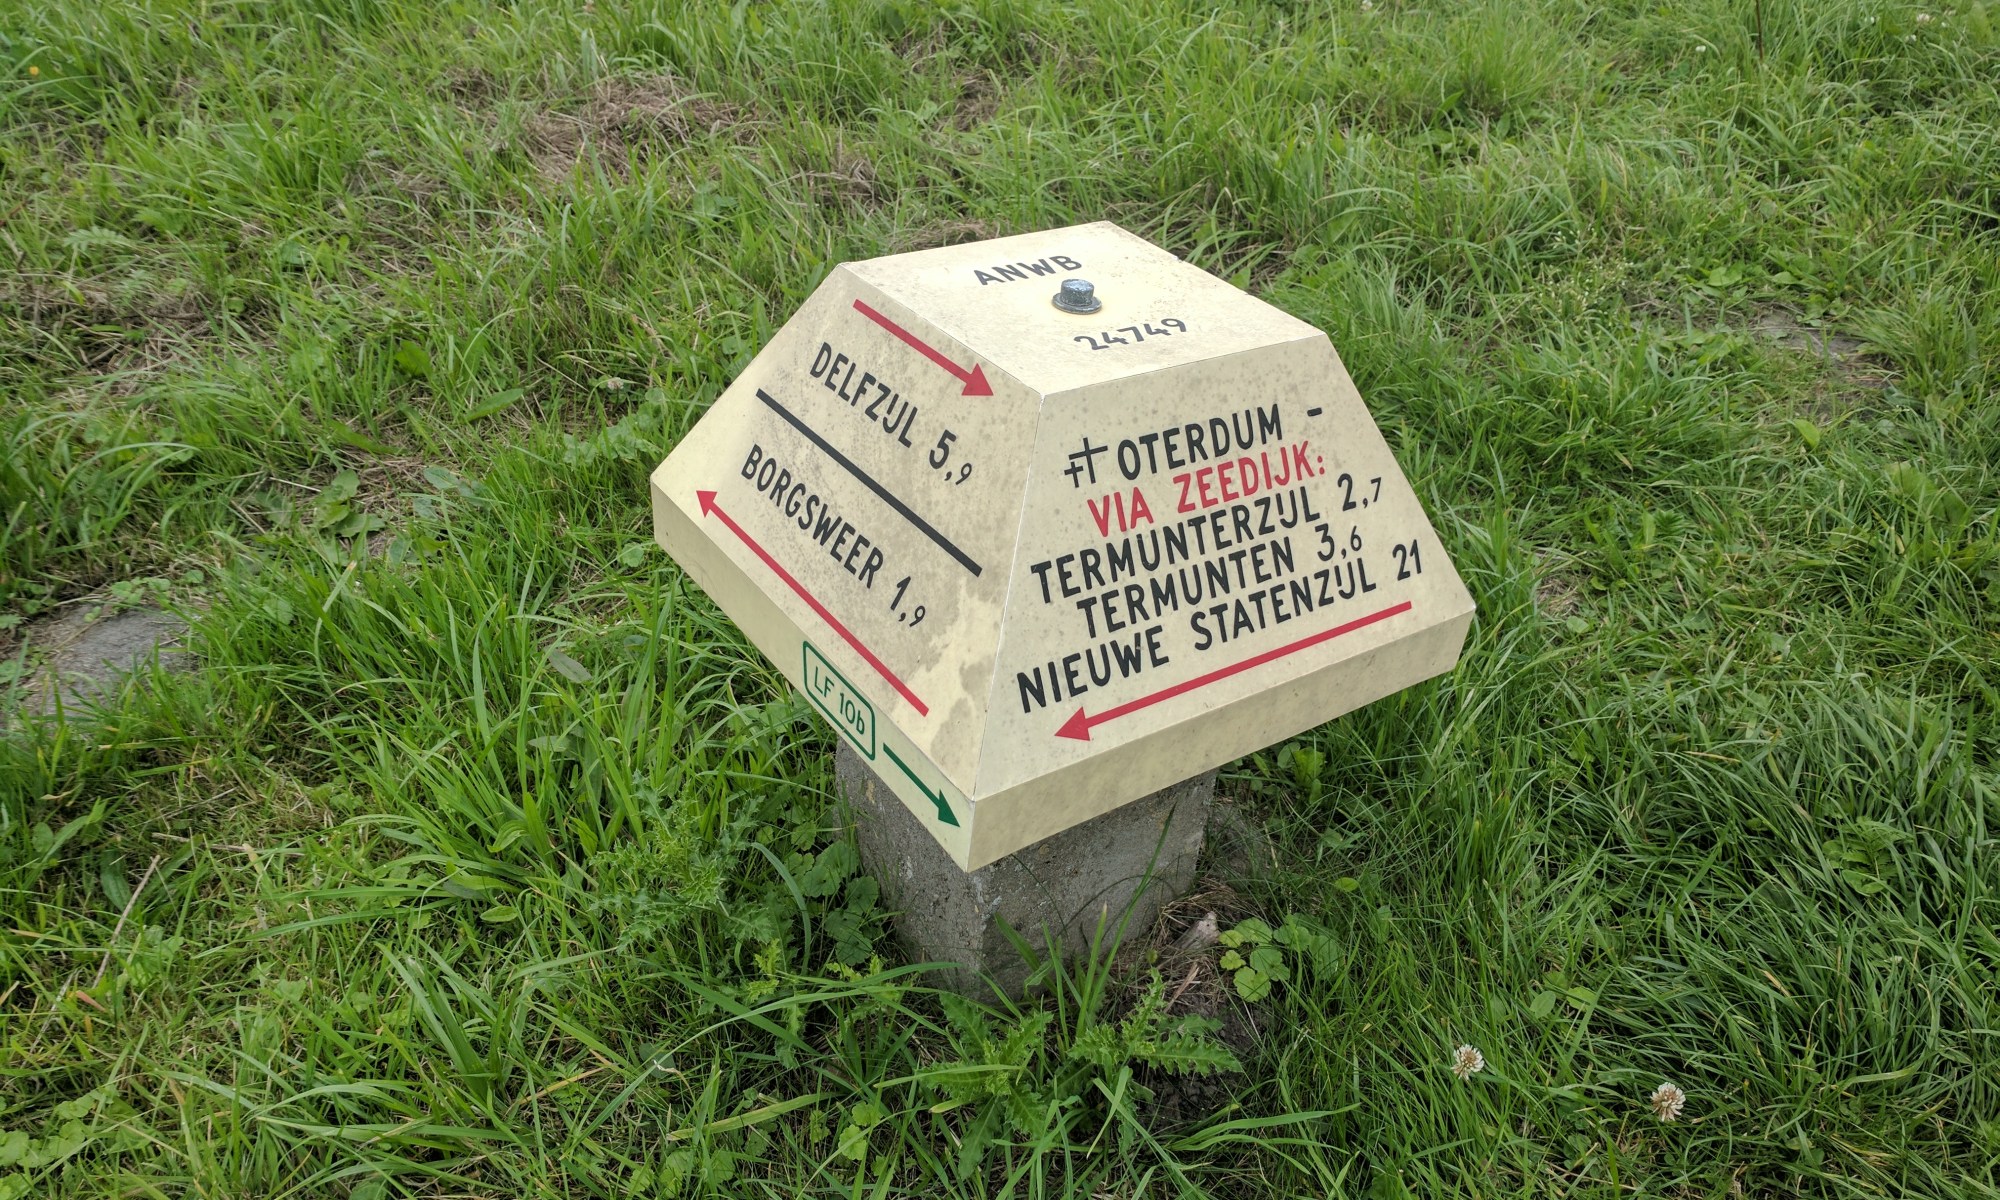 ANWB
24749
DELFZIJL 5,9
BORGSWEER 1,9
LF 10b
OTERDUM -
VIA ZEEDIJK:
TERMUNTERZIJL 2,7
TERMUNTEN 3,6
NIEUWE STATENZIJL 21